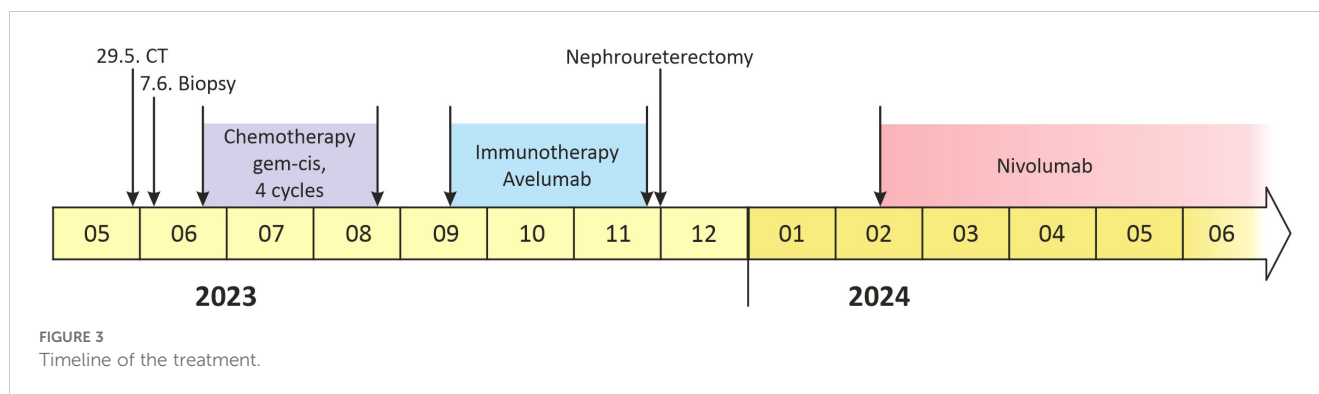 29.5. CT
7.6. Biopsy
Nephroureterectomy
Chemotherapy
gem-cis,
4 cycles
Immunotherapy
Avelumab
Nivolumab
05 06 07 08 09 10 11 12 01 02 03 04 05 06
2023 2024
FIGURE 3
Timeline of the treatment.